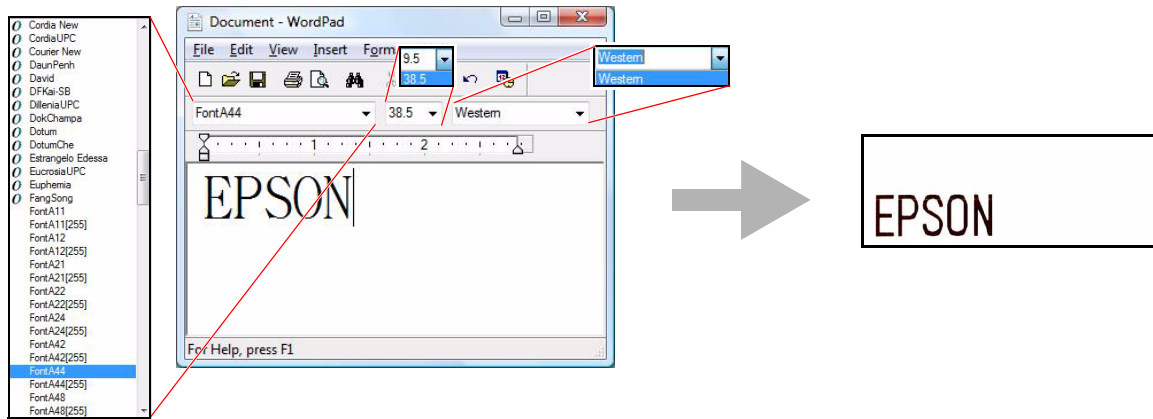 Cordia New
CordiaUPC
Courier New
DaunPenh
David
DFKai-SB
DilleniaUPC
DokChampa
Dotum
DotumChe
Estrangelo Edessa
EucrosiaUPC
Euphemia
FangSong
FontA11
FontA11[255]
FontA12
FontA12[255]
FontA21
FontA21[255]
FontA22
FontA22[255]
FontA24
FontA24[255]
FontA42
FontA42[255]
FontA44
FontA44[255]
FontA48
FontA48[255]
Document - WordPad
File Edit View Insert Form
9.5
38.5
Western
Western
FontA44 38.5 Western
1 2
EPSON
For Help, press F1
EPSON